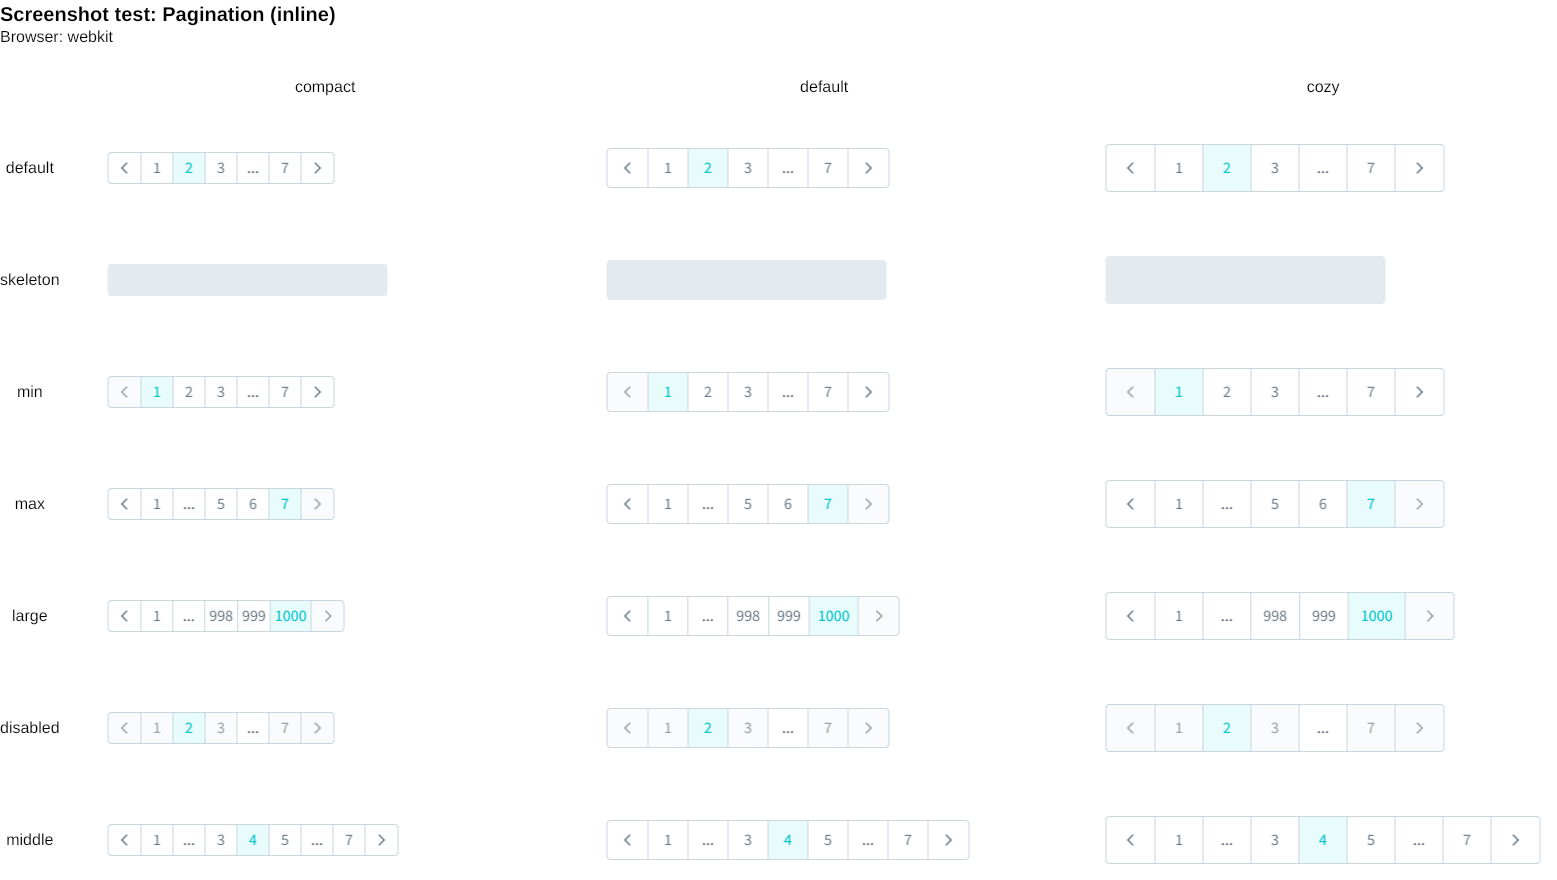 Screenshot test: Pagination (inline)
Browser: webkit
compact default cozy
default 1 2 3 ... 7 1 2 3 ... 7 1 2 3 ... 7
skeleton
min 1 2 3 ... 7 1 2 3 ... 7 1 2 3 ... 7
max 1 ... 5 6 7 1 ... 5 6 7 1 ... 5 6 7
large 1 ... 998 999 1000 1 ... 998 999 1000 1 ... 998 999 1000
disabled 1 2 3 ... 7 1 2 3 ... 7 1 2 3 ... 7
middle 1 ... 3 4 5 ... 7 1 ... 3 4 5 ... 7 1 ... 3 4 5 ... 7